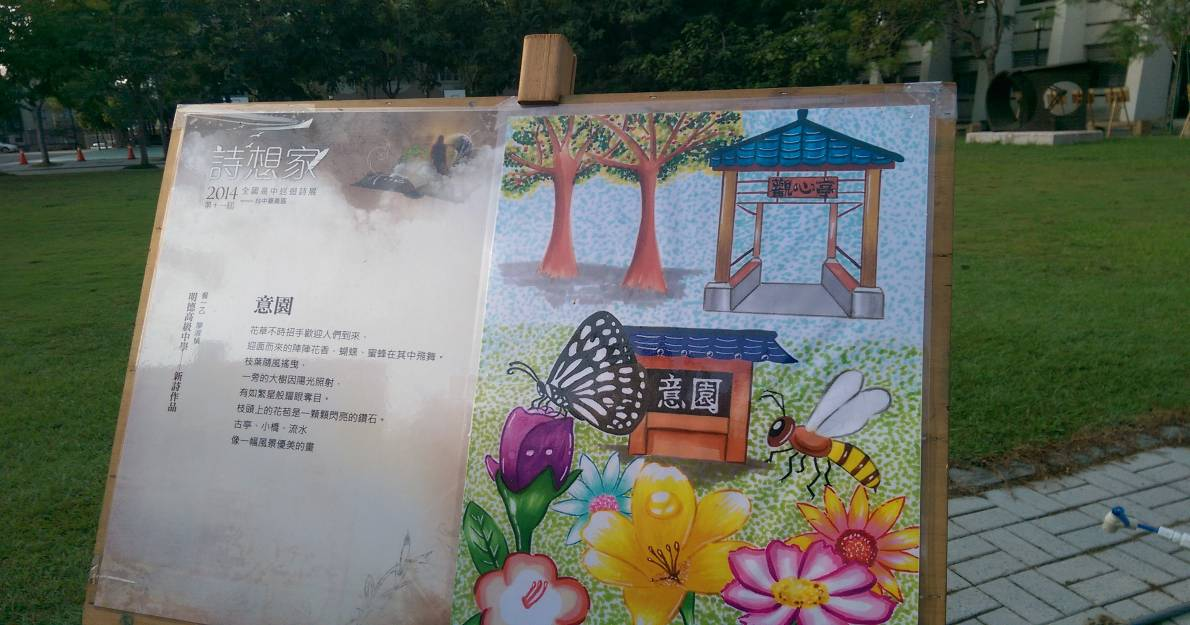 詩想家
2014 全國高中巡迴詩展
第十一屆 台中縣市區
意園
花草不時招手歡迎人們到來，
迎面而來的陣陣花香，蝴蝶、蜜蜂在其中飛舞。
枝葉隨風搖曳，
一旁的大樹因陽光照射，
有如繁星般耀眼奪目。
枝頭上的花苞是一顆顆閃亮的鑽石。
古亭、小橋、流水
像一幅風景優美的畫
明德高級中學——新詩作品
觀心亭
意園